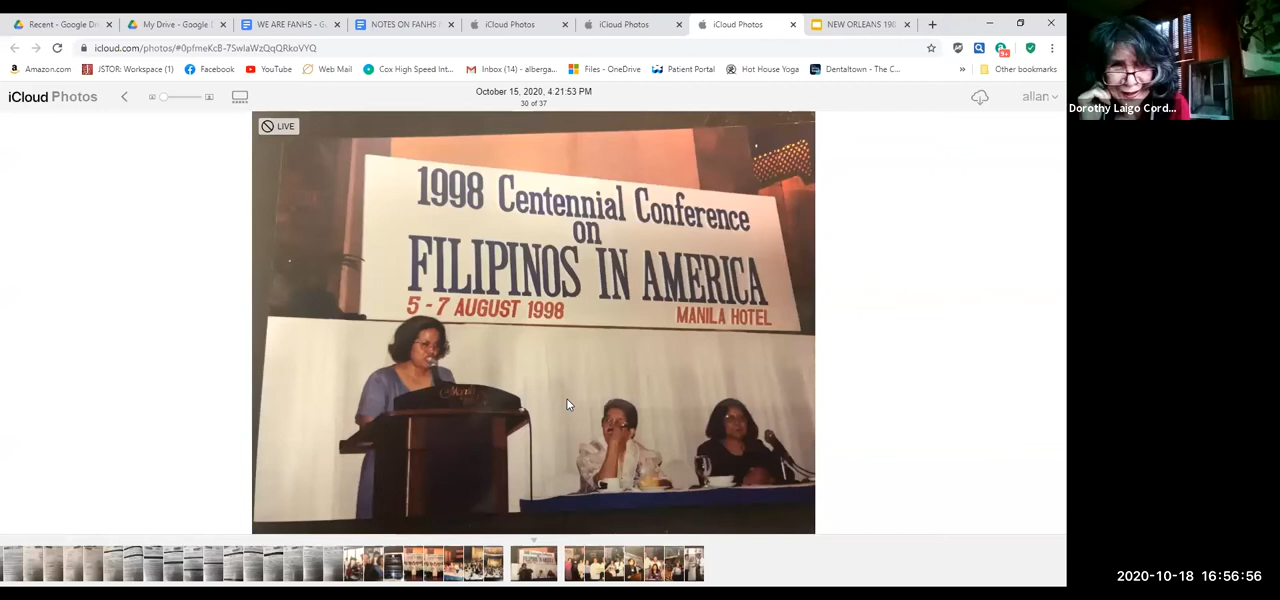 Recent - Google Dr
My Drive - Google D
WE ARE FANHS - G
NOTES ON FANHS
iCloud Photos
iCloud Photos
iCloud Photos
NEW ORLEANS 198
icloud.com/photos/#0pfmeKcB-7SwlaWzQqQRkoVYQ
Amazon.com
JSTOR: Workspace (1)
Facebook
YouTube
Web Mail
Cox High Speed Int...
Inbox (14) - alberga...
Files - OneDrive
Patient Portal
Hot House Yoga
Dentaltown - The C...
Other bookmarks
iCloud Photos
October 15, 2020, 4:21:53 PM
30 of 37
allan
LIVE
1998 Centennial Conference
on
FILIPINOS IN AMERICA
5 - 7 AUGUST 1998
MANILA HOTEL
Dorothy Laigo Cord...
2020-10-18 16:56:56